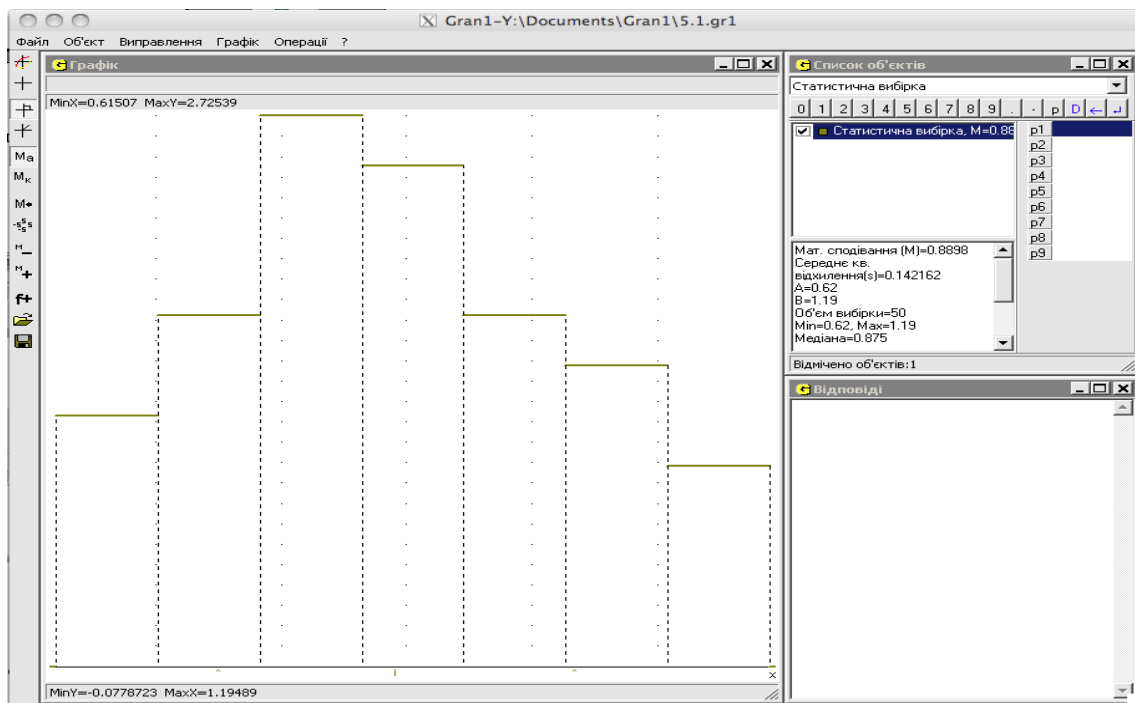 Gran1-Y:\Documents\Gran1\5.1.gr1
Файл Об'єкт Виправлення Графік Операції ?
Графік
MinX=0.61507 MaxY=2.72539
Ma
Mк
M
-s s s
M
M+
f+
x
MinY=-0.0778723 MaxX=1.19489
Список об'єктів
Статистична вибірка
0 1 2 3 4 5 6 7 8 9 . - p D ← ↵
Статистична вибірка, M=0.88
p1
p2
p3
p4
p5
p6
p7
p8
p9
Мат. сподівання (M)=0.8898
Середнє кв.
відхилення(s)=0.142162
A=0.62
B=1.19
Об'єм вибірки=50
Min=0.62, Max=1.19
Медіана=0.875
Відмічено об'єктів:1
Відповіді